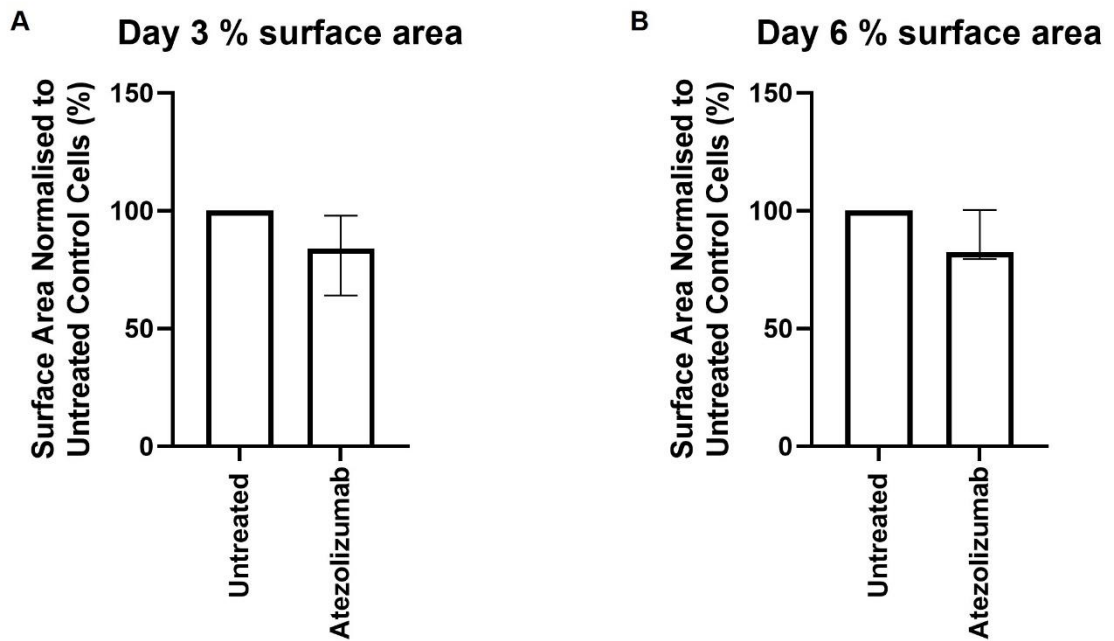 A
Day 3 % surface area
Surface Area Normalised to
Untreated Control Cells (%)
150
100
50
0
Untreated
Atezolizumab
B
Day 6 % surface area
Surface Area Normalised to
Untreated Control Cells (%)
150
100
50
0
Untreated
Atezolizumab